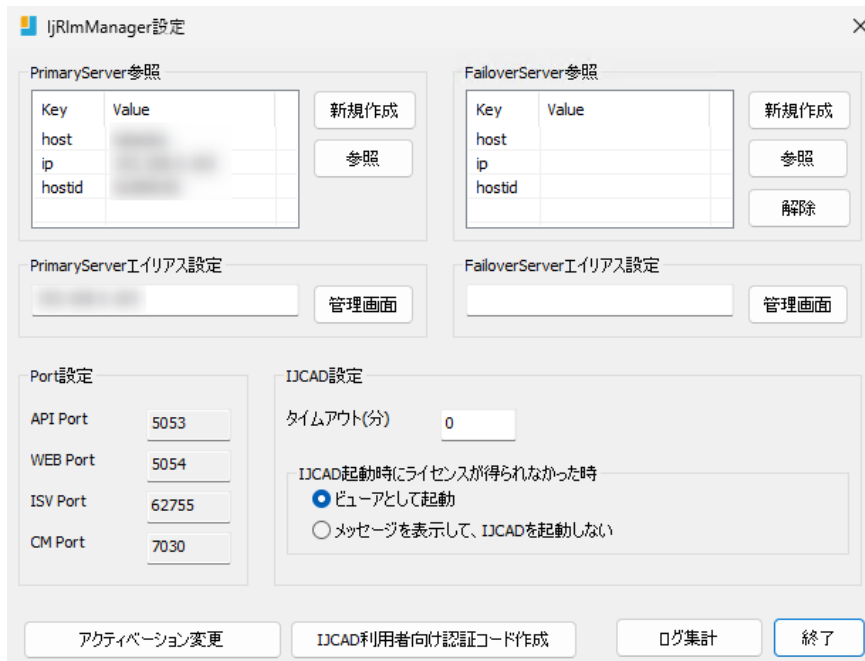 IjRlmManager設定
PrimaryServer参照
Key Value
host
ip
hostid
新規作成
参照
FailoverServer参照
Key Value
host
ip
hostid
新規作成
参照
解除
PrimaryServerエイリアス設定
管理画面
FailoverServerエイリアス設定
管理画面
Port設定
API Port 5053
WEB Port 5054
ISV Port 62755
CM Port 7030
IJCAD設定
タイムアウト(分) 0
IJCAD起動時にライセンスが得られなかった時
ビューアとして起動
メッセージを表示して、IJCADを起動しない
アクティベーション変更
IJCAD利用者向け認証コード作成
ログ集計
終了